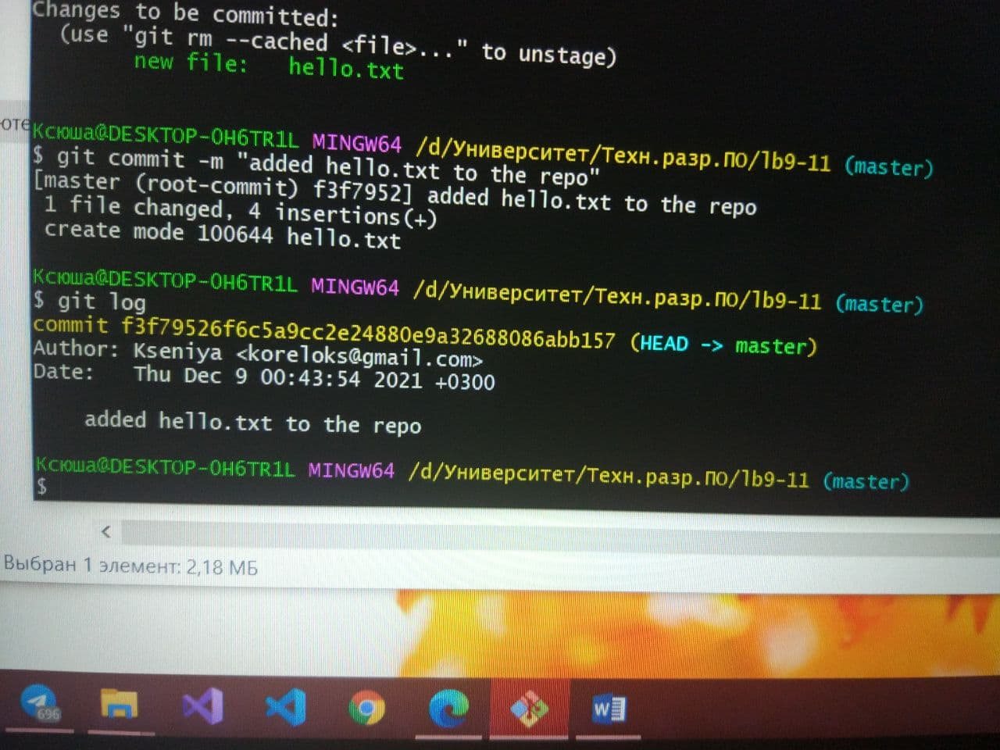 Changes to be committed:
(use "git rm --cached <file>..." to unstage)
new file: hello.txt
Ксюша@DESKTOP-0H6TR1L MINGW64 /d/Университет/Техн.разр.ПО/lb9-11 (master)
$ git commit -m "added hello.txt to the repo"
[master (root-commit) f3f7952] added hello.txt to the repo
1 file changed, 4 insertions(+)
create mode 100644 hello.txt
Ксюша@DESKTOP-0H6TR1L MINGW64 /d/Университет/Техн.разр.ПО/lb9-11 (master)
$ git log
commit f3f79526f6c5a9cc2e24880e9a32688086abb157 (HEAD -> master)
Author: Kseniya <koreloks@gmail.com>
Date: Thu Dec 9 00:43:54 2021 +0300
added hello.txt to the repo
Ксюша@DESKTOP-0H6TR1L MINGW64 /d/Университет/Техн.разр.ПО/lb9-11 (master)
$
Выбран 1 элемент: 2,18 МБ
696
W